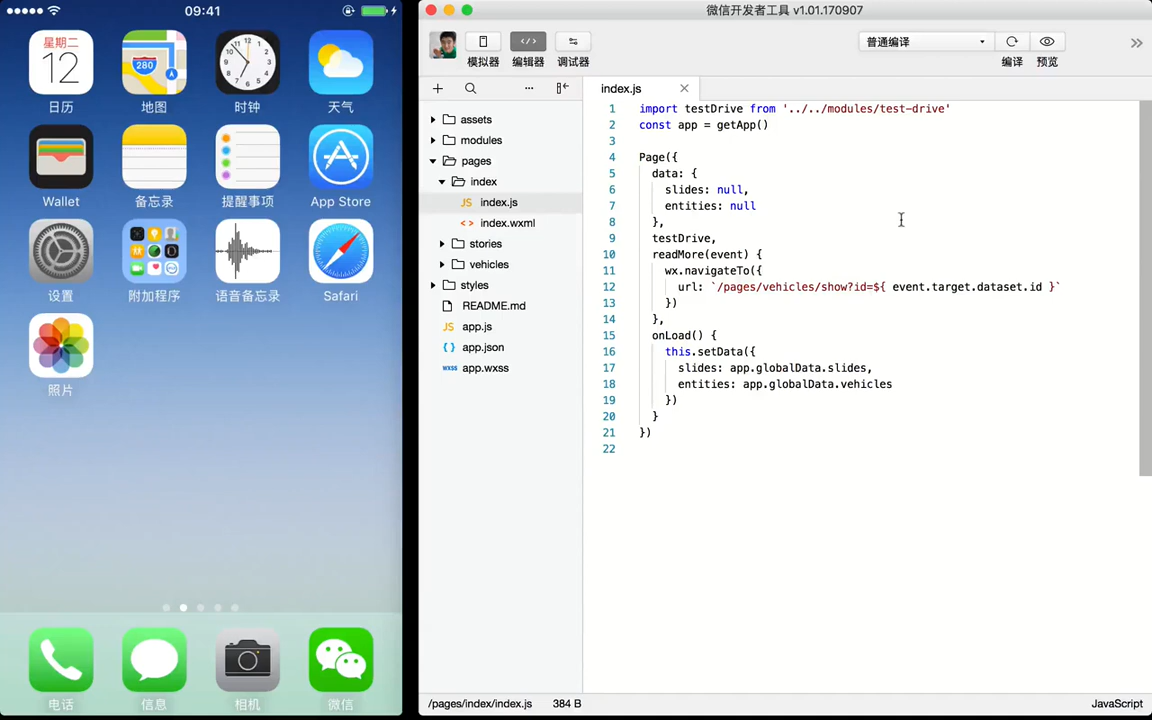 09:41
星期二
12
280
日历
地图
时钟
天气
Wallet
备忘录
提醒事项
App Store
设置
附加程序
语音备忘录
Safari
照片
电话
信息
相机
微信
微信开发者工具 v1.01.170907
模拟器
编辑器
调试器
普通编译
编译
预览
assets
modules
pages
index
JS index.js
<> index.wxml
stories
vehicles
styles
README.md
JS app.js
{} app.json
wxss app.wxss
index.js
1 import testDrive from '../../modules/test-drive'
2 const app = getApp()
3
4 Page({
5 data: {
6 slides: null,
7 entities: null
8 },
9 testDrive,
10 readMore(event) {
11 wx.navigateTo({
12 url: `/pages/vehicles/show?id=${ event.target.dataset.id }`
13 })
14 },
15 onLoad() {
16 this.setData({
17 slides: app.globalData.slides,
18 entities: app.globalData.vehicles
19 })
20 }
21 })
22
/pages/index/index.js 384 B
JavaScript